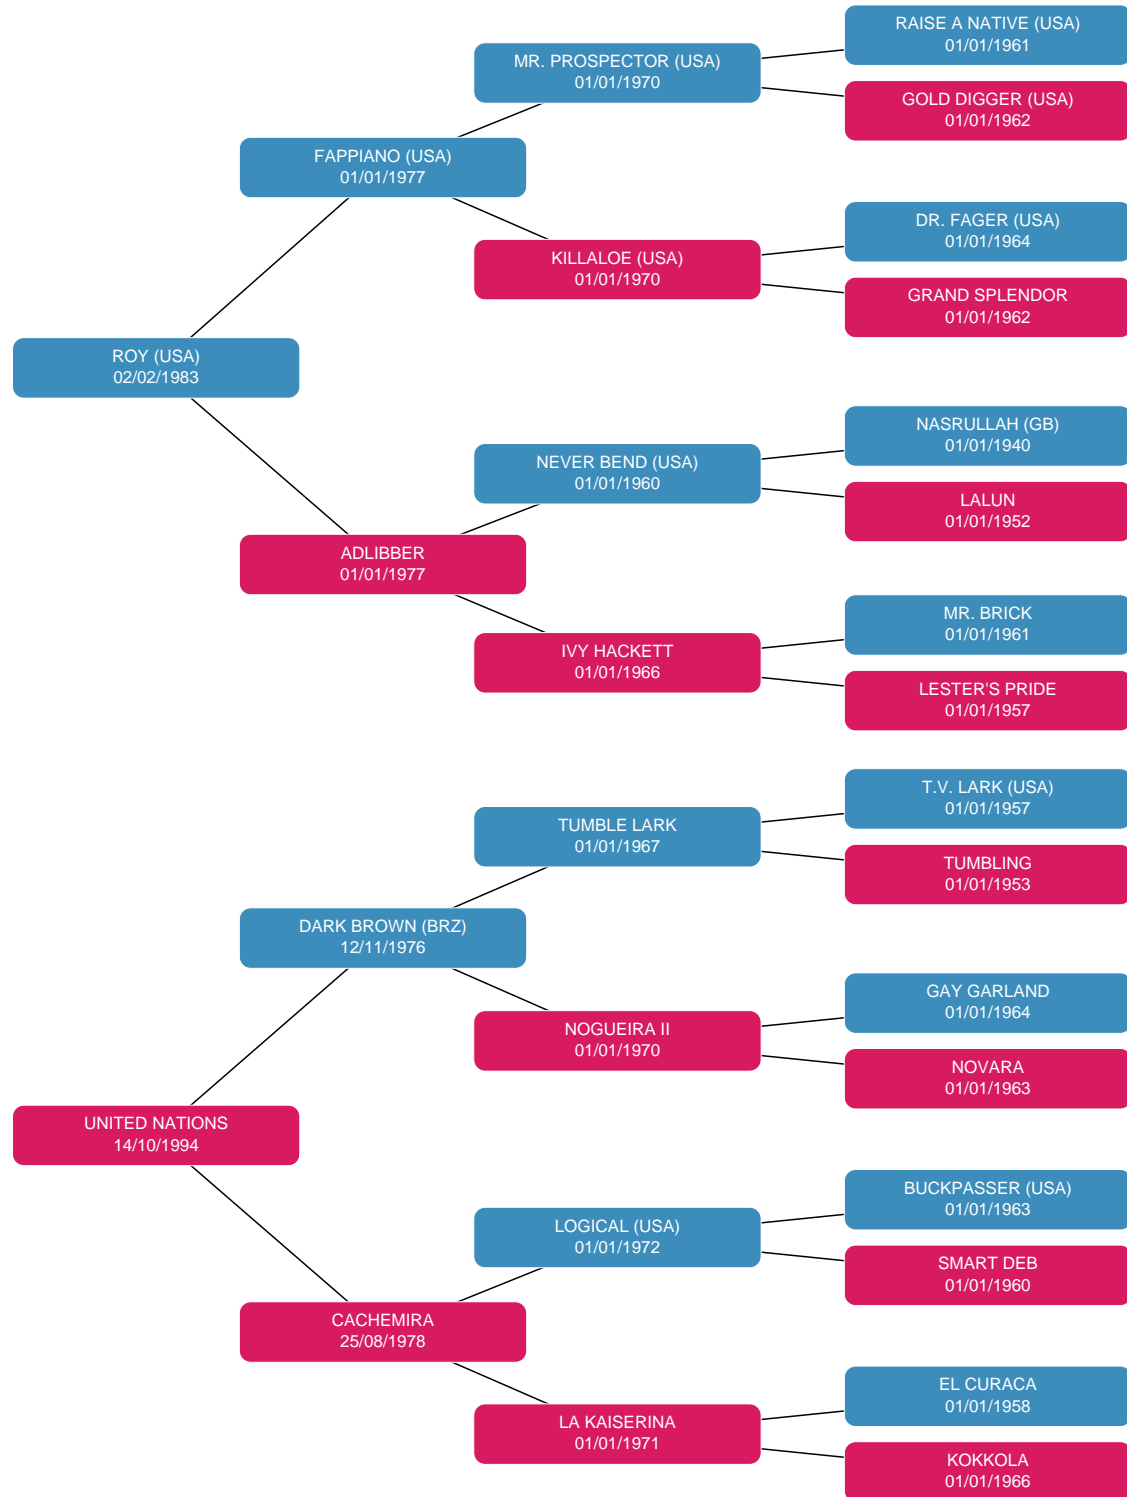 RAISE A NATIVE (USA)
01/01/1961
MR. PROSPECTOR (USA)
01/01/1970
GOLD DIGGER (USA)
01/01/1962
FAPPIANO (USA)
01/01/1977
DR. FAGER (USA)
01/01/1964
KILLALOE (USA)
01/01/1970
GRAND SPLENDOR
01/01/1962
ROY (USA)
02/02/1983
NASRULLAH (GB)
01/01/1940
NEVER BEND (USA)
01/01/1960
LALUN
01/01/1952
ADLIBBER
01/01/1977
MR. BRICK
01/01/1961
IVY HACKETT
01/01/1966
LESTER'S PRIDE
01/01/1957
T.V. LARK (USA)
01/01/1957
TUMBLE LARK
01/01/1967
TUMBLING
01/01/1953
DARK BROWN (BRZ)
12/11/1976
GAY GARLAND
01/01/1964
NOGUEIRA II
01/01/1970
NOVARA
01/01/1963
UNITED NATIONS
14/10/1994
BUCKPASSER (USA)
01/01/1963
LOGICAL (USA)
01/01/1972
SMART DEB
01/01/1960
CACHEMIRA
25/08/1978
EL CURACA
01/01/1958
LA KAISERINA
01/01/1971
KOKKOLA
01/01/1966